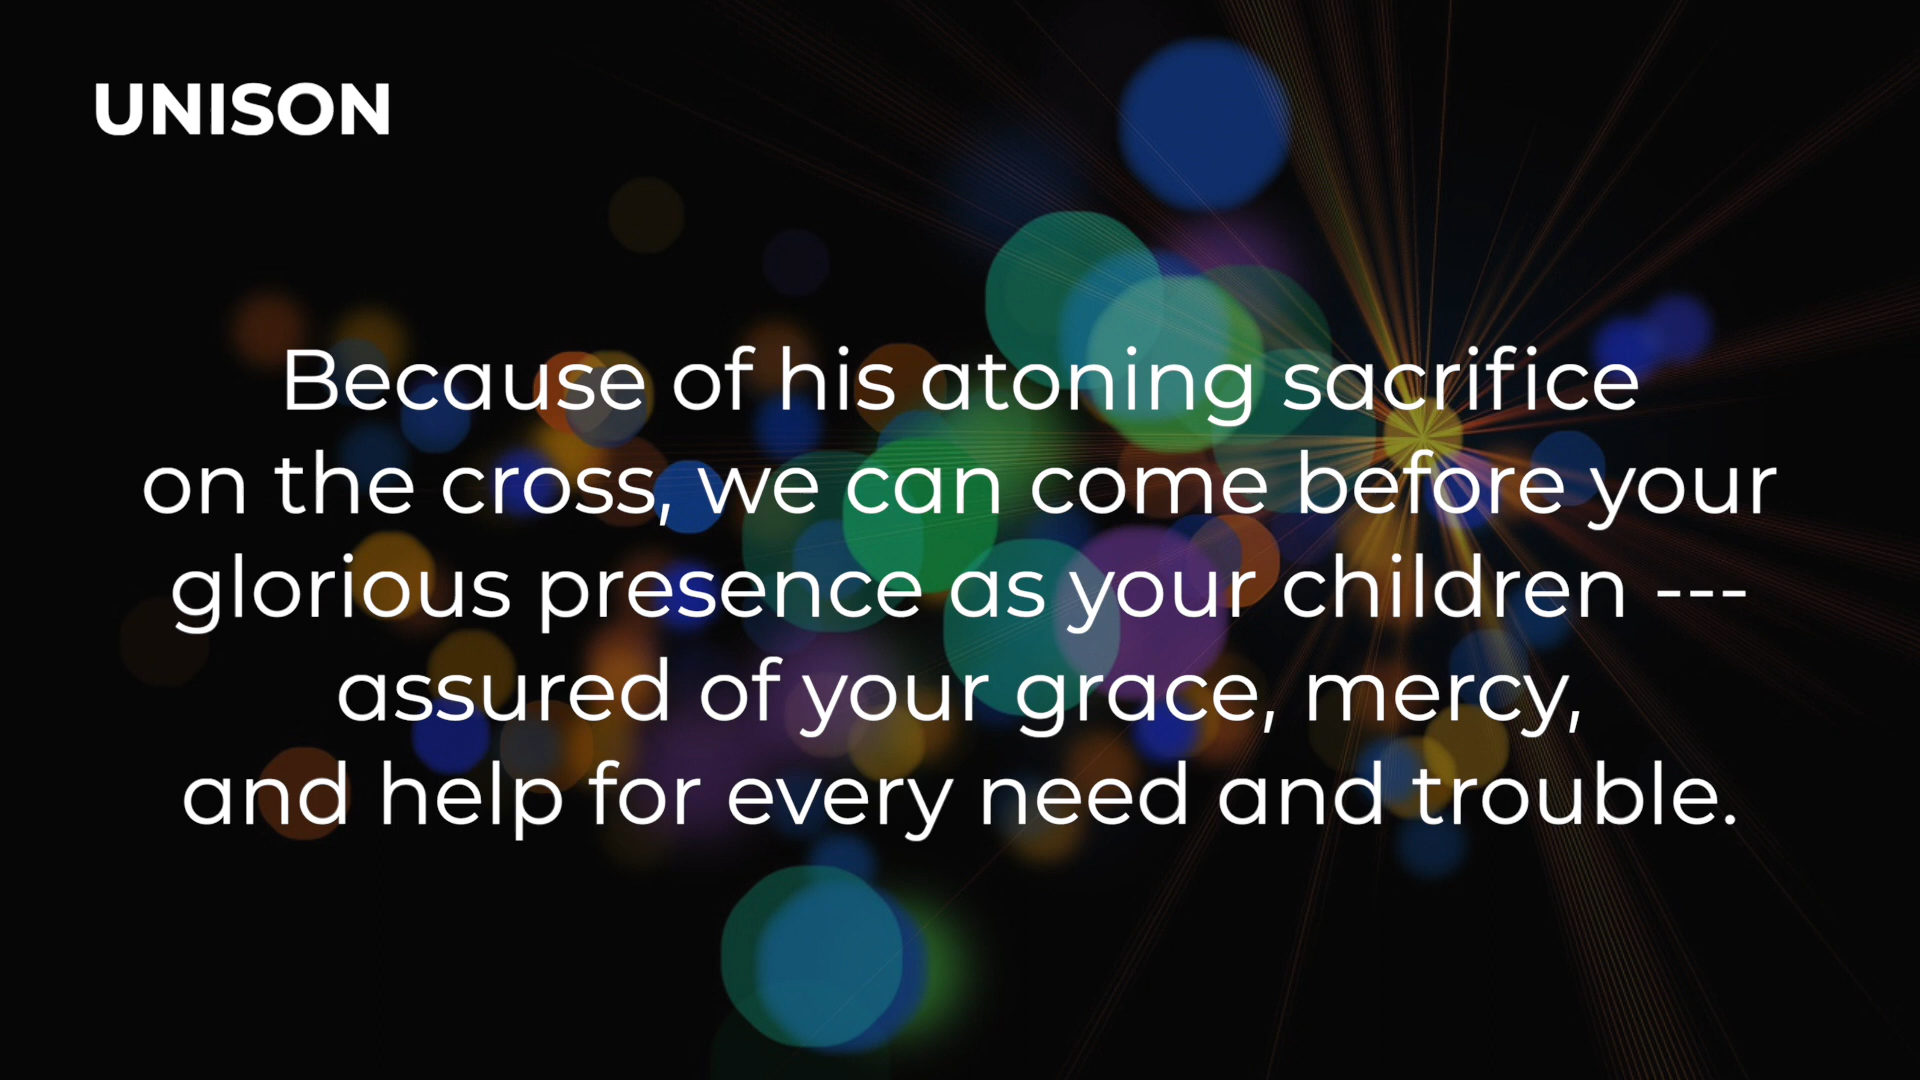 UNISON
Because of his atoning sacrifice
on the cross, we can come before your
glorious presence as your children ---
assured of your grace, mercy,
and help for every need and trouble.